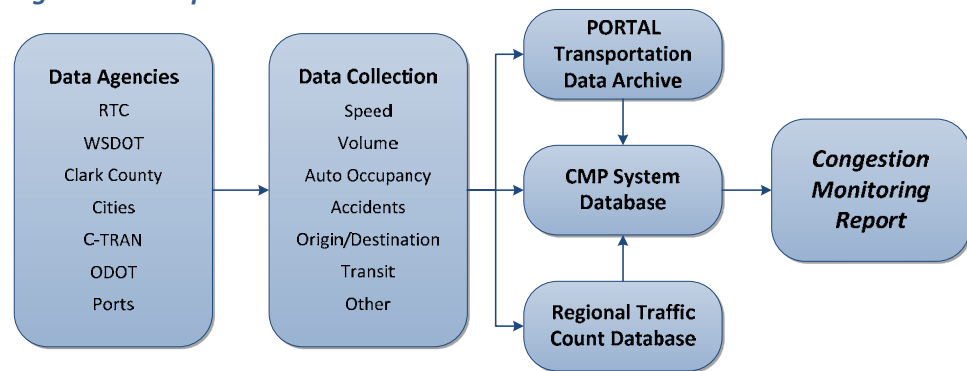 Data Agencies
RTC
WSDOT
Clark County
Cities
C-TRAN
ODOT
Ports
Data Collection
Speed
Volume
Auto Occupancy
Accidents
Origin/Destination
Transit
Other
PORTAL
Transportation
Data Archive
CMP System
Database
Regional Traffic
Count Database
Congestion
Monitoring
Report